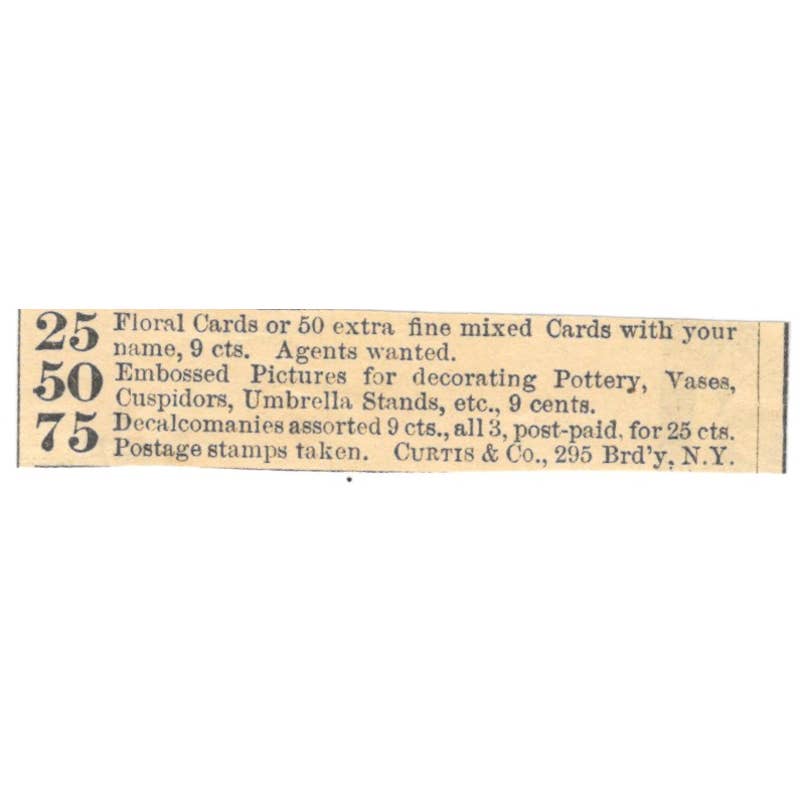 25 Floral Cards or 50 extra fine mixed Cards with your
name, 9 cts. Agents wanted.
50 Embossed Pictures for decorating Pottery, Vases,
Cuspidors, Umbrella Stands, etc., 9 cents.
75 Decalcomanies assorted 9 cts., all 3, post-paid, for 25 cts.
Postage stamps taken. CURTIS & CO., 295 Brd'y, N.Y.